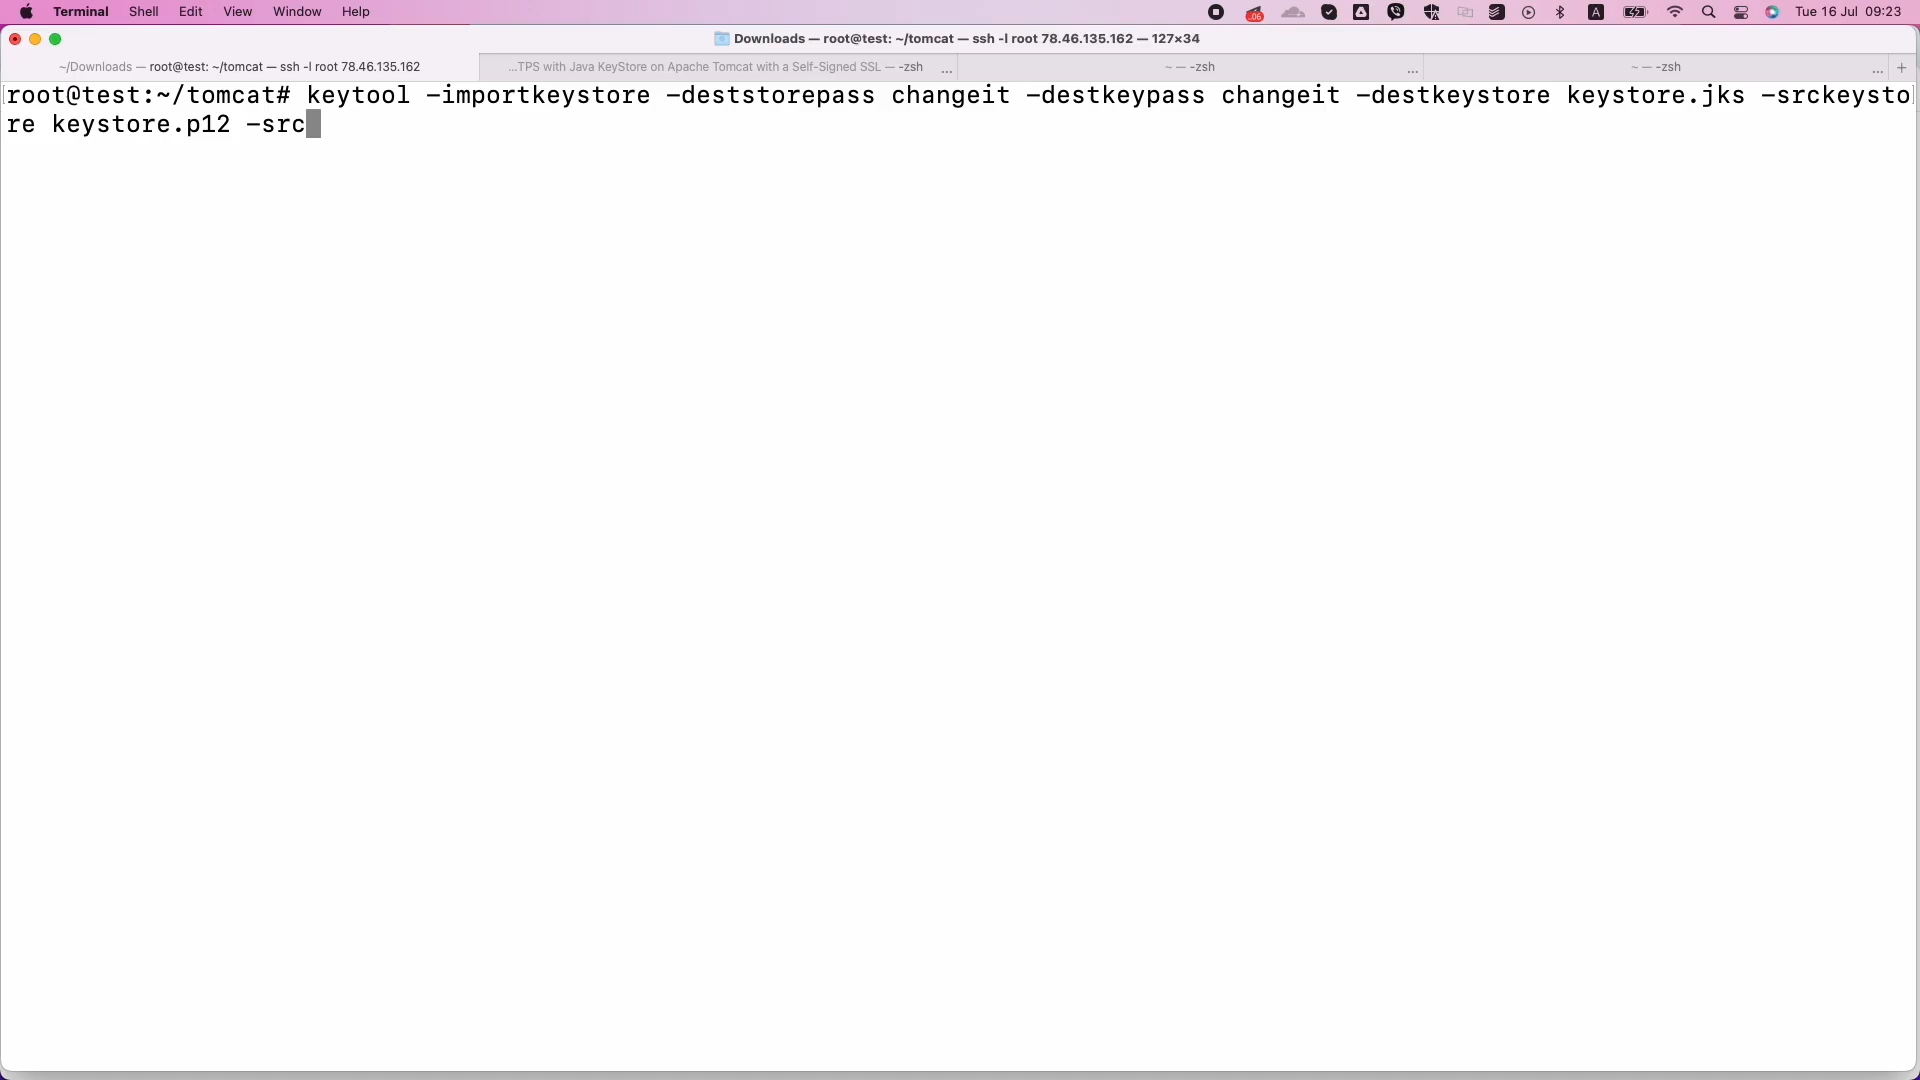 Terminal Shell Edit View Window Help
.06
A
Tue 16 Jul 09:23
Downloads — root@test: ~/tomcat — ssh -l root 78.46.135.162 — 127×34
~/Downloads — root@test: ~/tomcat — ssh -l root 78.46.135.162
...TPS with Java KeyStore on Apache Tomcat with a Self-Signed SSL — -zsh ...
~ — -zsh ...
~ — -zsh ...
+
root@test:~/tomcat# keytool -importkeystore -deststorepass changeit -destkeypass changeit -destkeystore keystore.jks -srckeysto
re keystore.p12 -src